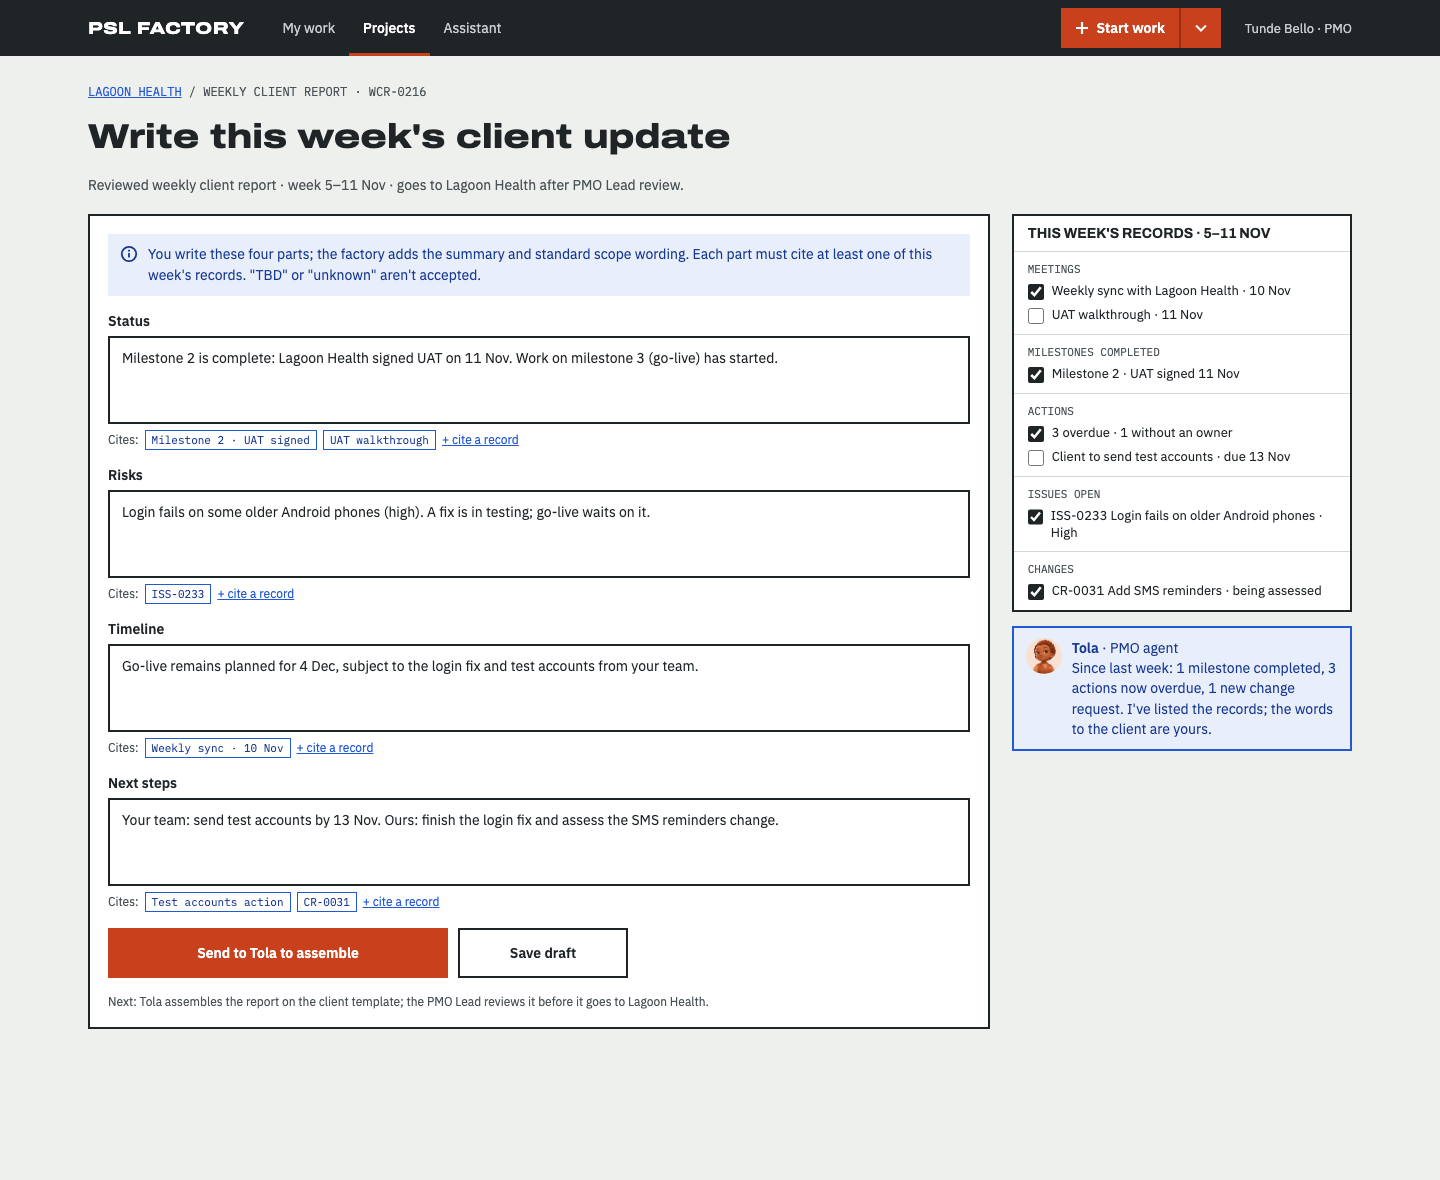 PSL FACTORY
My work
Projects
Assistant
Start work
Tunde Bello · PMO
LAGOON HEALTH / WEEKLY CLIENT REPORT · WCR-0216
Write this week's client update
Reviewed weekly client report · week 5–11 Nov · goes to Lagoon Health after PMO Lead review.
You write these four parts; the factory adds the summary and standard scope wording. Each part must cite at least one of this
week's records. "TBD" or "unknown" aren't accepted.
Status
Milestone 2 is complete: Lagoon Health signed UAT on 11 Nov. Work on milestone 3 (go-live) has started.
Cites: Milestone 2 · UAT signed UAT walkthrough + cite a record
Risks
Login fails on some older Android phones (high). A fix is in testing; go-live waits on it.
Cites: ISS-0233 + cite a record
Timeline
Go-live remains planned for 4 Dec, subject to the login fix and test accounts from your team.
Cites: Weekly sync · 10 Nov + cite a record
Next steps
Your team: send test accounts by 13 Nov. Ours: finish the login fix and assess the SMS reminders change.
Cites: Test accounts action CR-0031 + cite a record
Send to Tola to assemble
Save draft
Next: Tola assembles the report on the client template; the PMO Lead reviews it before it goes to Lagoon Health.
THIS WEEK'S RECORDS · 5–11 NOV
MEETINGS
Weekly sync with Lagoon Health · 10 Nov
UAT walkthrough · 11 Nov
MILESTONES COMPLETED
Milestone 2 · UAT signed 11 Nov
ACTIONS
3 overdue · 1 without an owner
Client to send test accounts · due 13 Nov
ISSUES OPEN
ISS-0233 Login fails on older Android phones ·
High
CHANGES
CR-0031 Add SMS reminders · being assessed
Tola · PMO agent
Since last week: 1 milestone completed, 3
actions now overdue, 1 new change
request. I've listed the records; the words
to the client are yours.